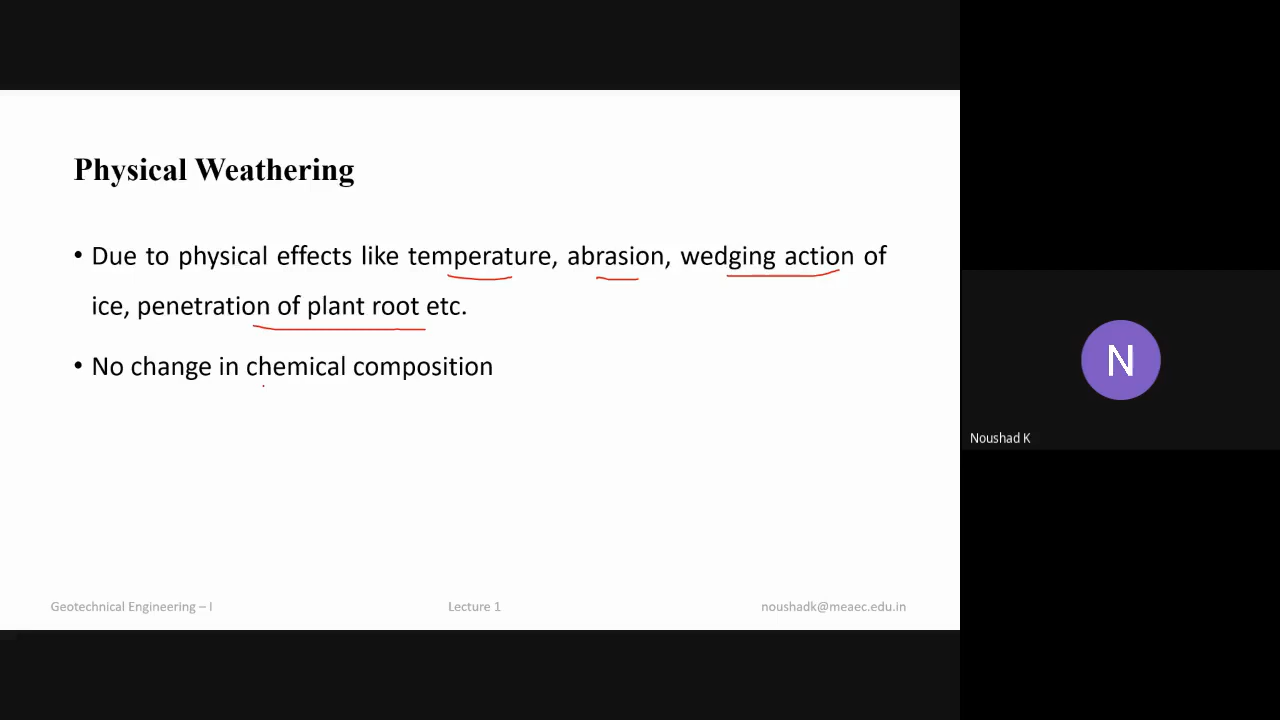 Physical Weathering
• Due to physical effects like temperature, abrasion, wedging action of
ice, penetration of plant root etc.
• No change in chemical composition
Geotechnical Engineering – I
Lecture 1
noushadk@meaec.edu.in
N
Noushad K